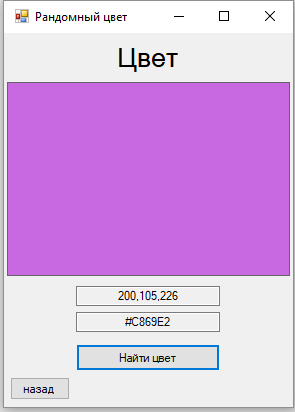 Рандомный цвет
Цвет
200,105,226
#C869E2
Найти цвет
назад